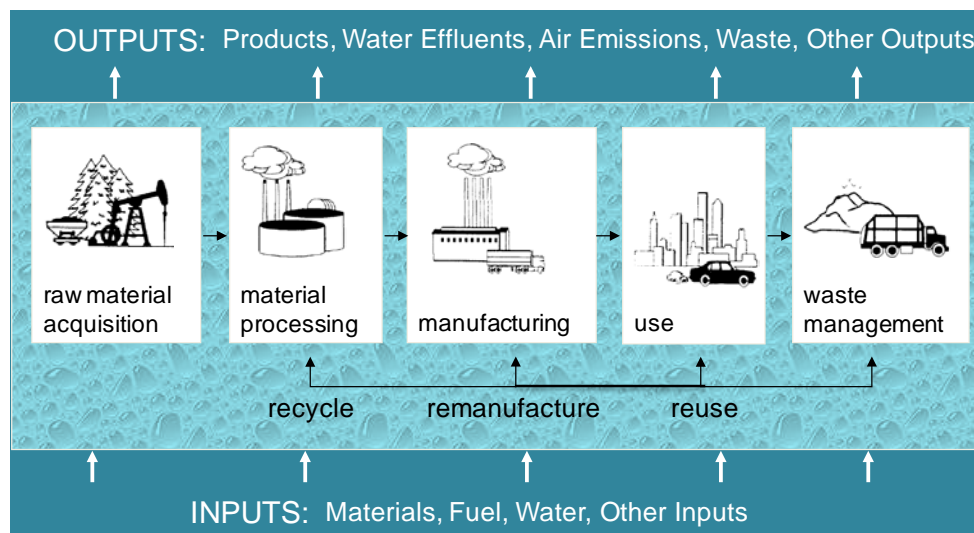 OUTPUTS: Products, Water Effluents, Air Emissions, Waste, Other Outputs
raw material
acquisition
material
processing
manufacturing
use
waste
management
recycle
remanufacture
reuse
INPUTS: Materials, Fuel, Water, Other Inputs